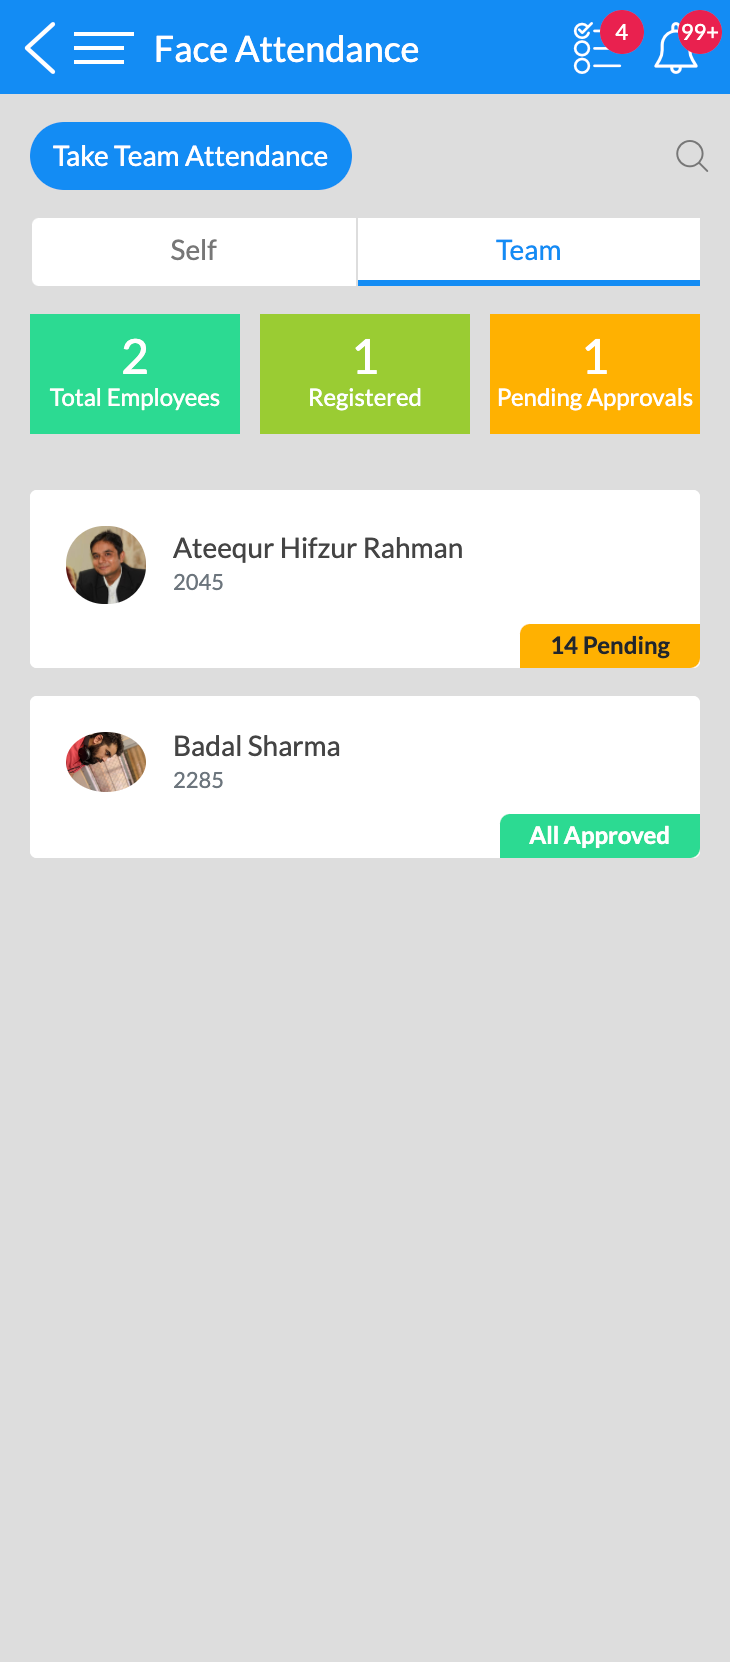 Face Attendance
4
99+
Take Team Attendance
Self
Team
2
Total Employees
1
Registered
1
Pending Approvals
Ateequr Hifzur Rahman
2045
14 Pending
Badal Sharma
2285
All Approved